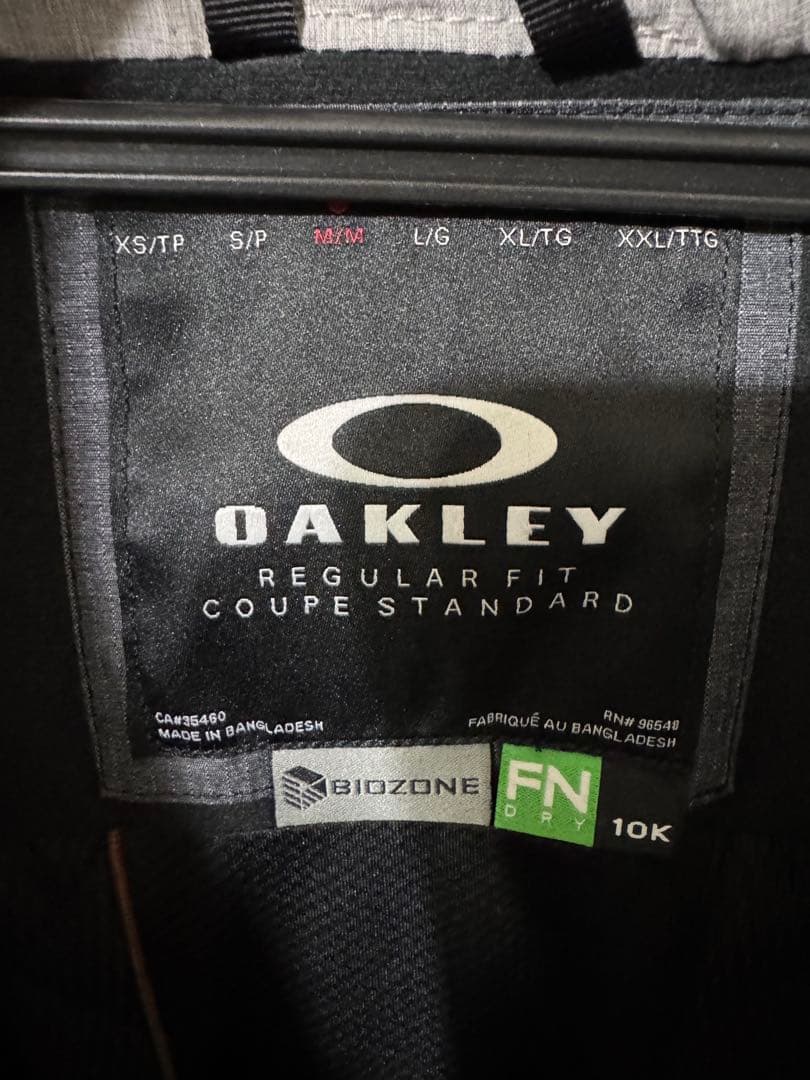 XS/TP S/P M/M L/G XL/TG XXL/TTG
OAKLEY
REGULAR FIT
COUPE STANDARD
CA#35460
MADE IN BANGLADESH
RN# 96548
FABRIQUÉ AU BANGLADESH
BIOZONE
FN
DRY
10K